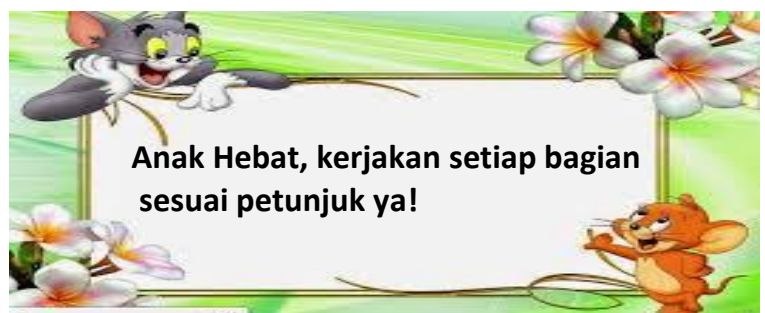 Anak Hebat, kerjakan setiap bagian
sesuai petunjuk ya!